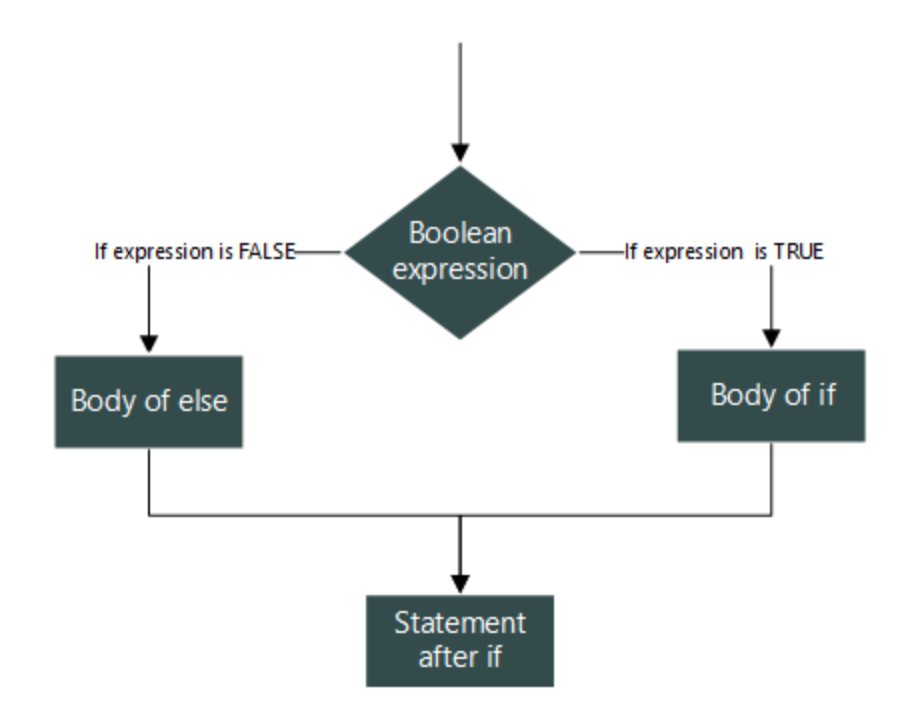 Boolean
expression
If expression is FALSE
If expression  is TRUE
Body of else
Body of if
Statement
after if